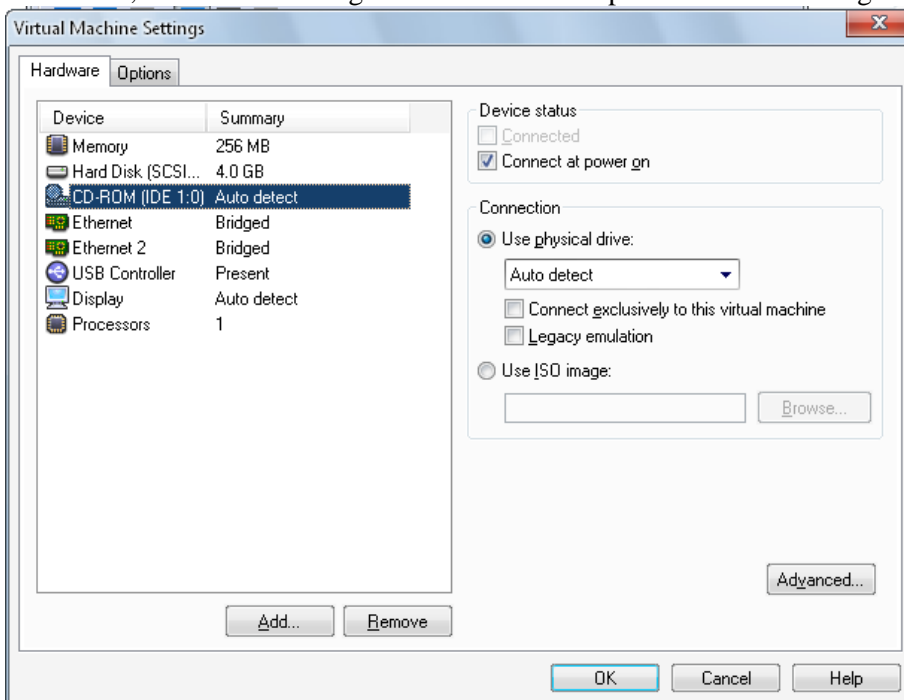 Virtual Machine Settings
Hardware Options
Device Summary
Memory 256 MB
Hard Disk (SCSI... 4.0 GB
CD-ROM (IDE 1:0) Auto detect
Ethernet Bridged
Ethernet 2 Bridged
USB Controller Present
Display Auto detect
Processors 1
Add... Remove
Device status
Connected
Connect at power on
Connection
Use physical drive:
Auto detect
Connect exclusively to this virtual machine
Legacy emulation
Use ISO image:
Browse...
Advanced...
OK Cancel Help